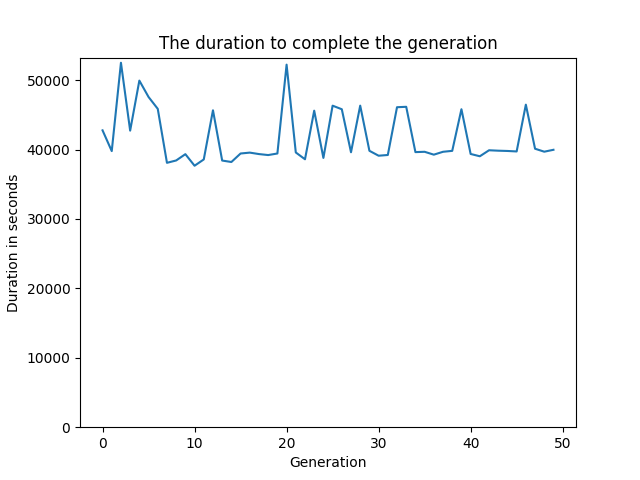 The duration to complete the generation
Duration in seconds
50000
40000
30000
20000
10000
0
0 10 20 30 40 50
Generation